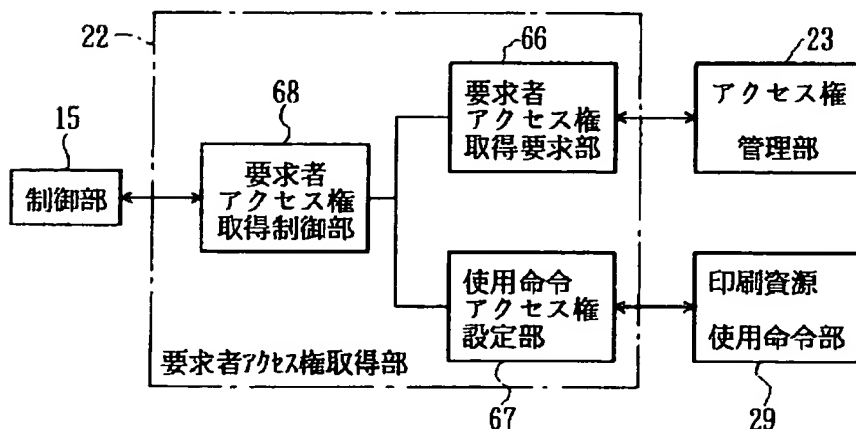 22
66
23
要求者
アクセス権
取得要求部
アクセス権
管理部
68
15
要求者
アクセス権
取得制御部
制御部
使用命令
アクセス権
設定部
印刷資源
使用命令部
要求者アクセス権取得部
67
29